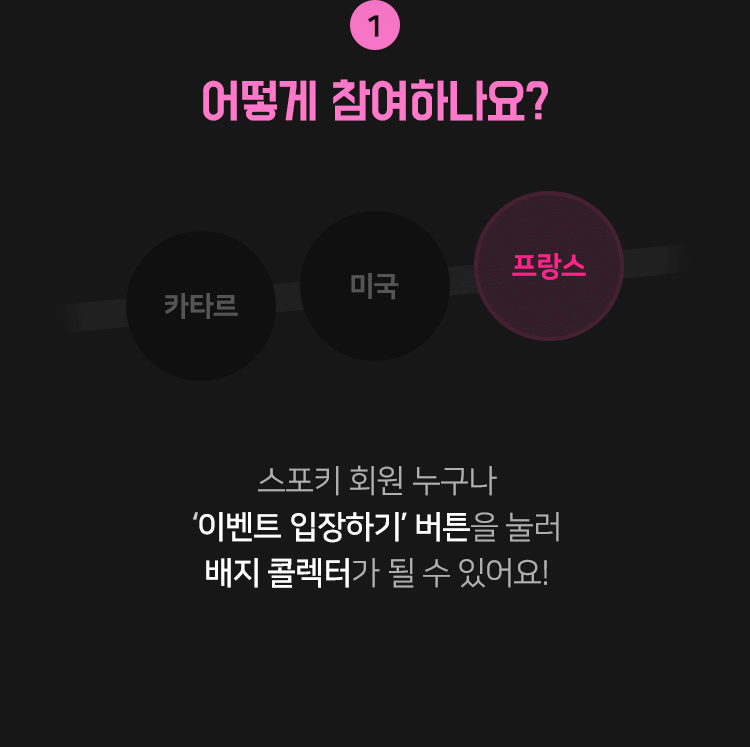 1
어떻게 참여하나요?
카타르
미국
프랑스
스포키 회원 누구나
‘이벤트 입장하기’ 버튼을 눌러
배지 콜렉터가 될 수 있어요!